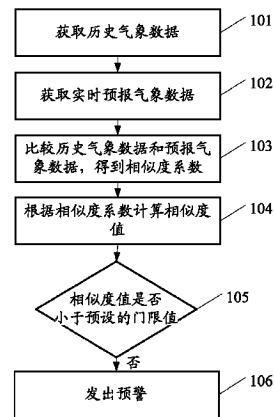 获取历史气象数据
101
获取实时预报气象数据
102
比较历史气象数据和预报气
象数据，得到相似度系数
103
根据相似度系数计算相似度
值
104
相似度值是否
小于预设的门限值
105
否
发出预警
106